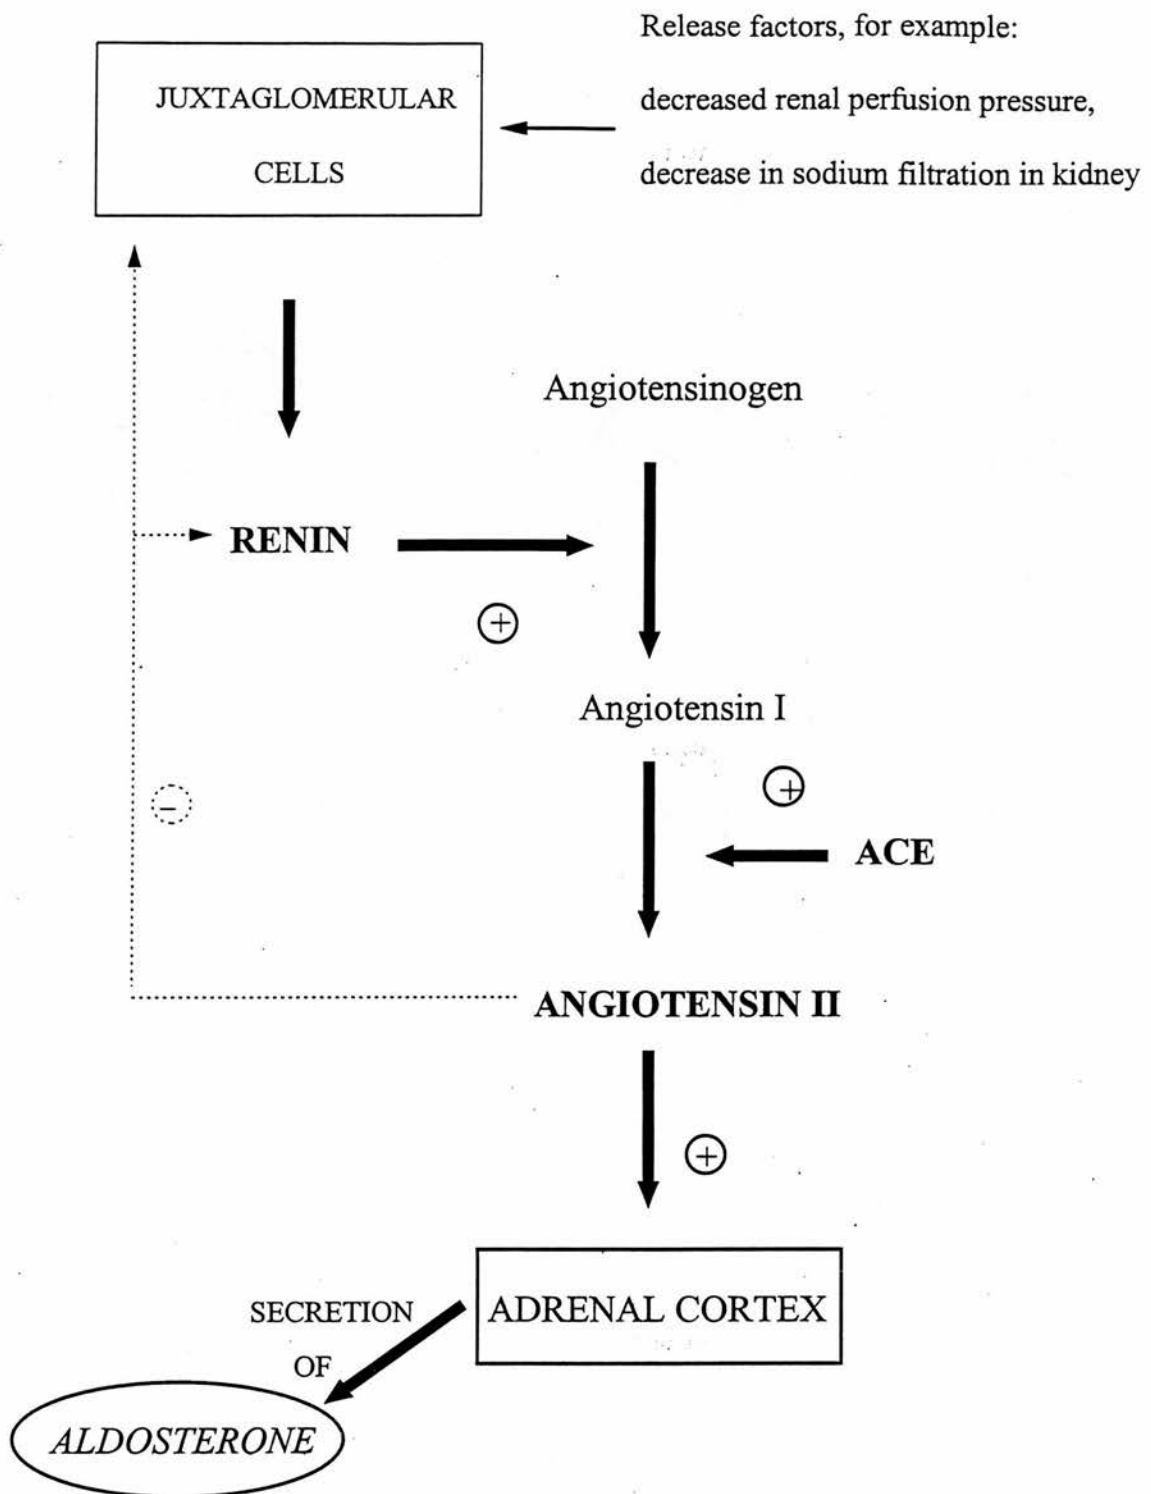 Release factors, for example:
JUXTAGLOMERULAR
decreased renal perfusion pressure,
CELLS
decrease in sodium filtration in kidney
Angiotensinogen
RENIN
+
Angiotensin I
+
−
ACE
ANGIOTENSIN II
+
ADRENAL CORTEX
SECRETION
OF
ALDOSTERONE